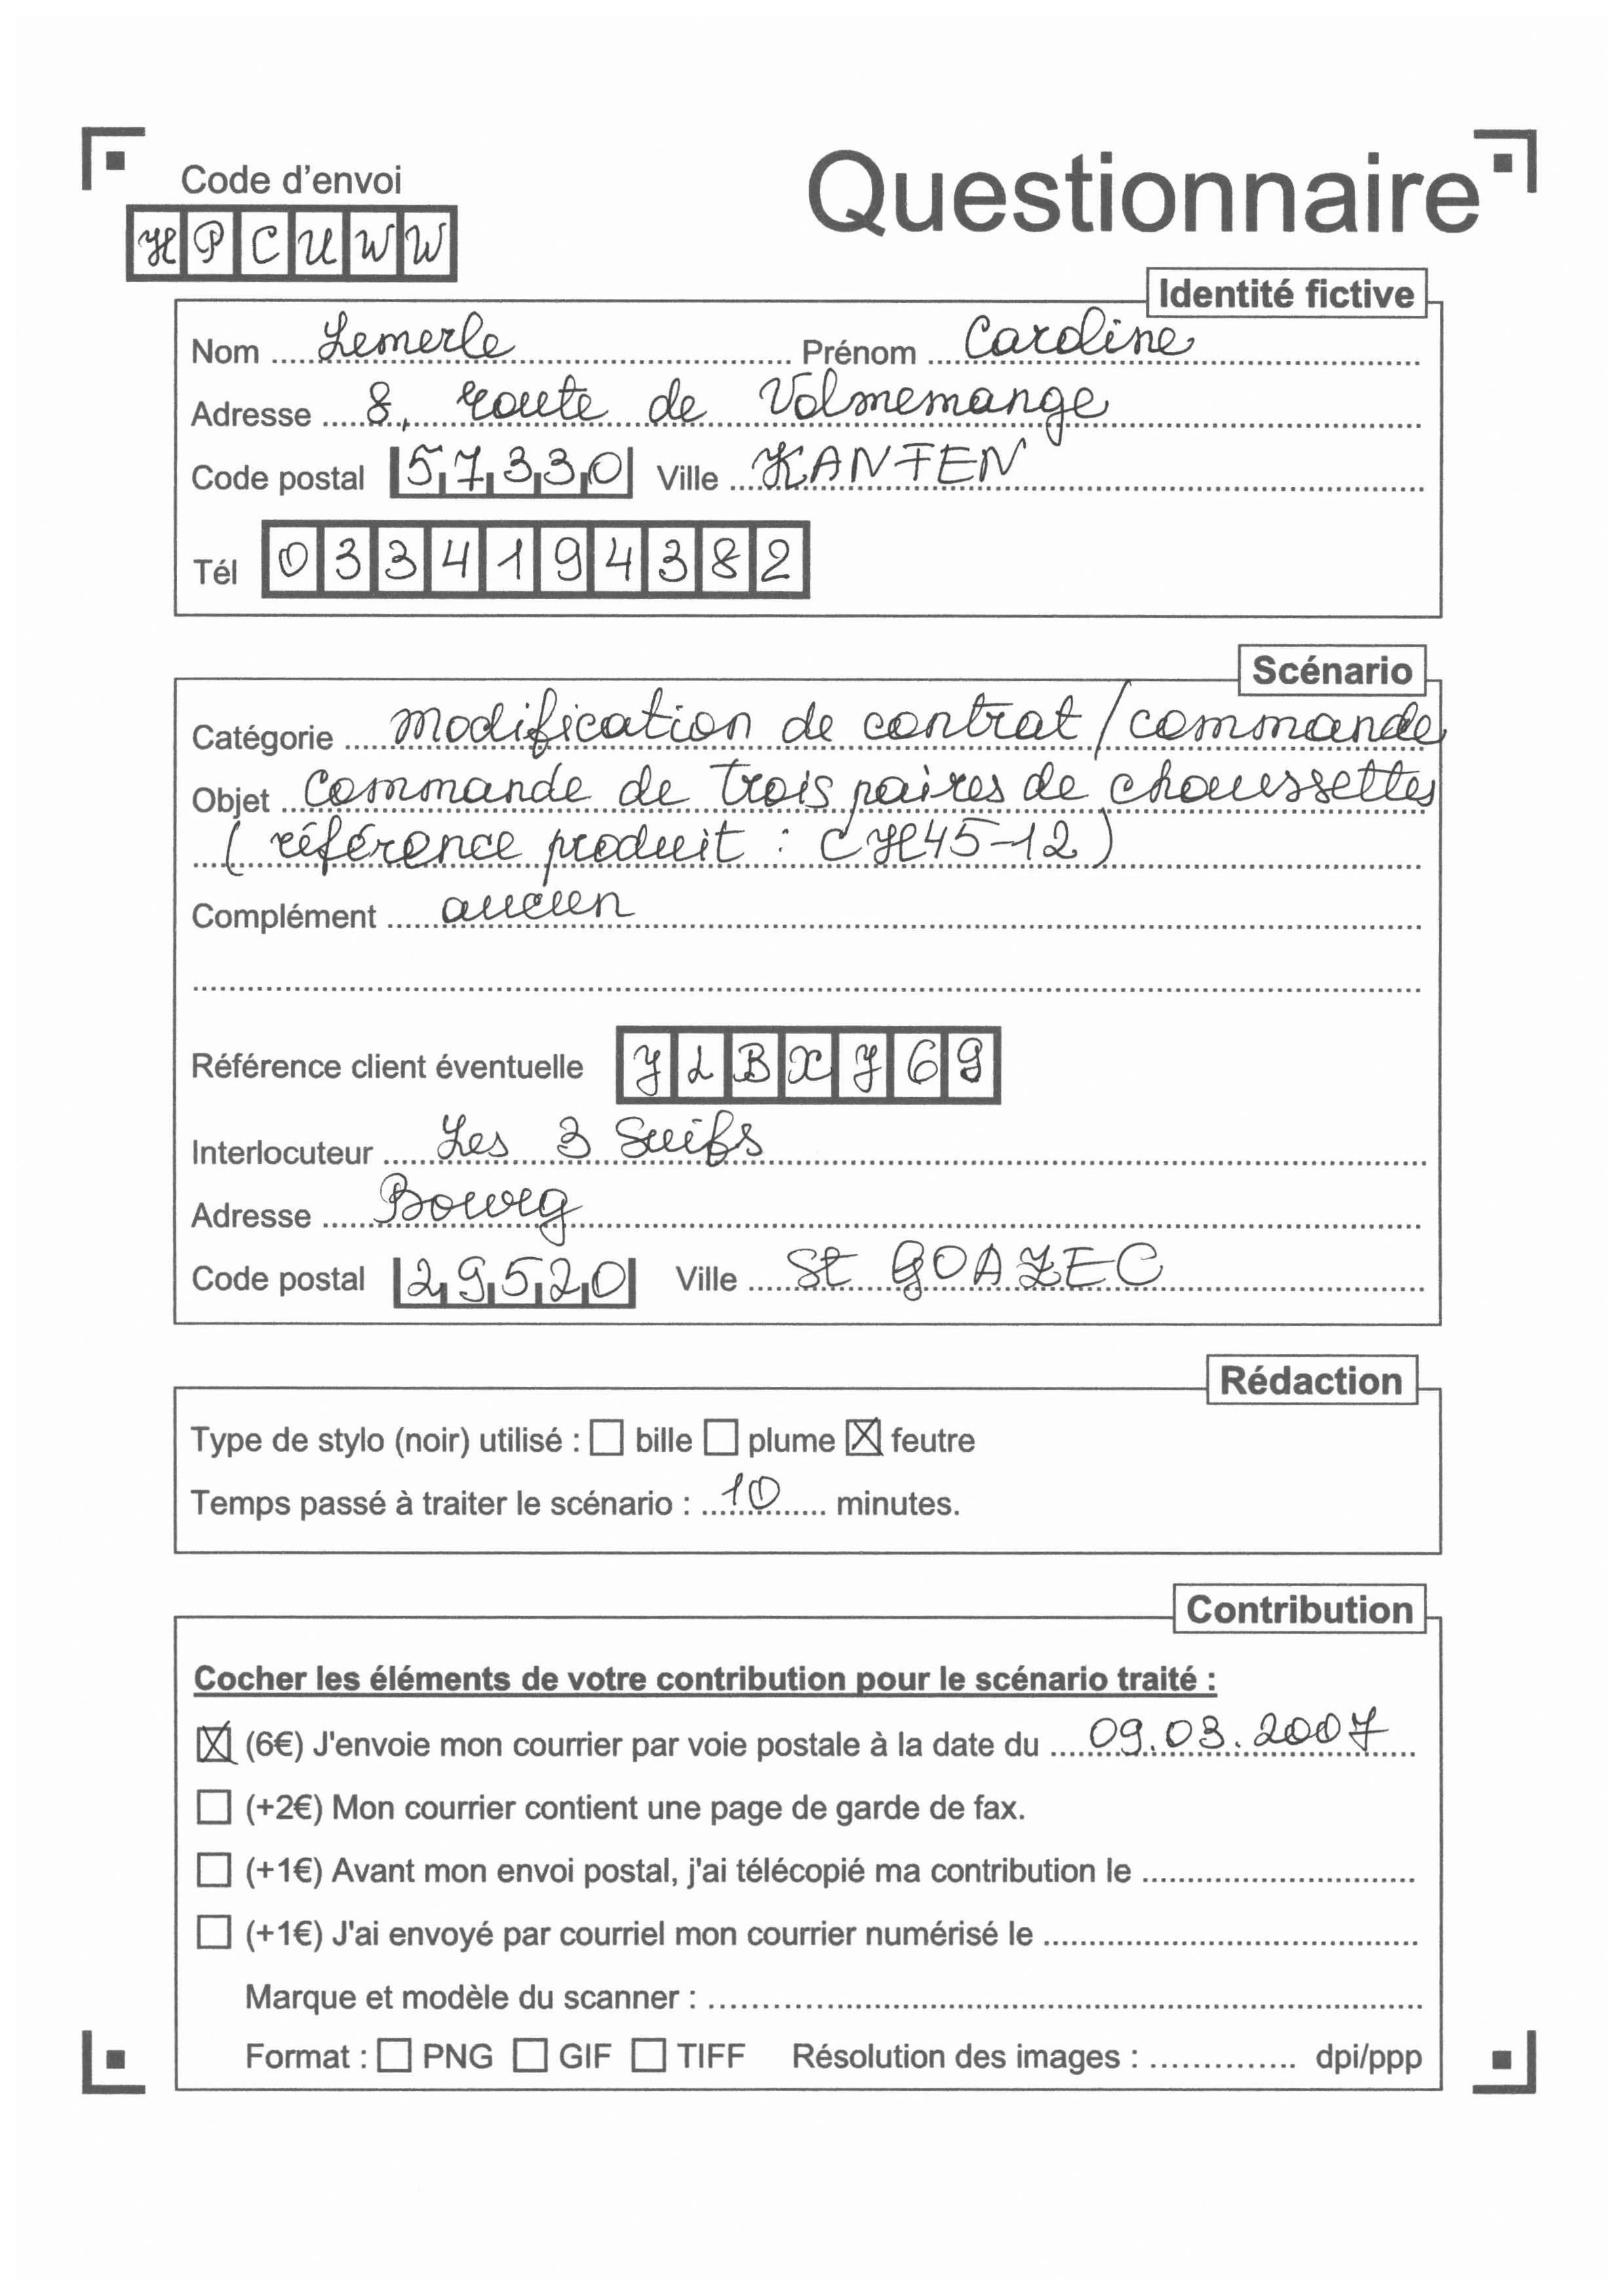 Code d'envoi
Questionnaire
HPCUWW
Identité fictive
Nom Lemerle Prénom Caroline
Adresse 8, route de Volmemange
Code postal 57330 Ville KANFEN
Tél 0334194382
Scénario
Catégorie modification de contrat / commande
Objet Commande de trois paires de choussettes
( référence produit : CH45-12 )
Complément aucun
Référence client éventuelle YLBXY69
Interlocuteur Les 3 Suifs
Adresse Bourg
Code postal 29520 Ville St GOAZEC
Rédaction
Type de stylo (noir) utilisé : bille plume feutre
Temps passé à traiter le scénario : 10 minutes.
Contribution
Cocher les éléments de votre contribution pour le scénario traité :
(6€) J'envoie mon courrier par voie postale à la date du 09.03.2007
(+2€) Mon courrier contient une page de garde de fax.
(+1€) Avant mon envoi postal, j'ai télécopié ma contribution le
(+1€) J'ai envoyé par courriel mon courrier numérisé le
Marque et modèle du scanner :
Format : PNG GIF TIFF Résolution des images : dpi/ppp